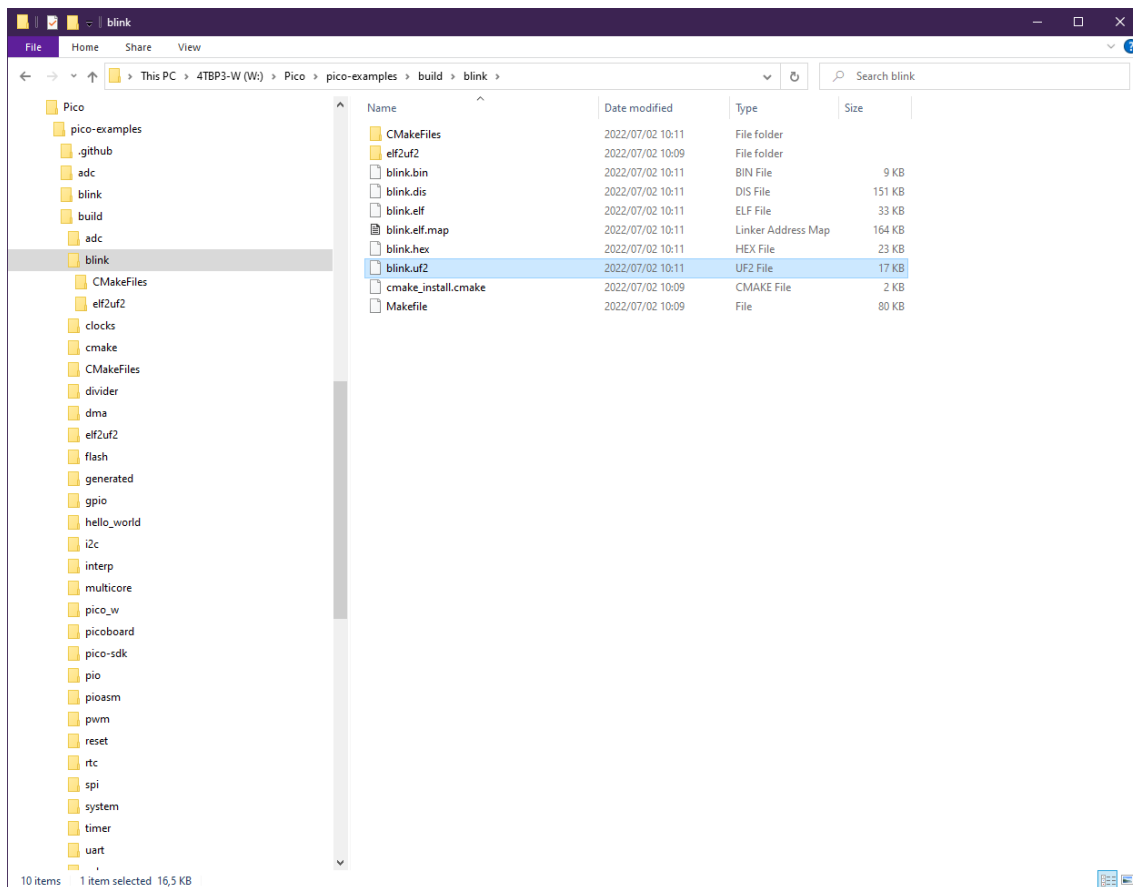 blink
File Home Share View
This PC > 4TBP3-W (W:) > Pico > pico-examples > build > blink >
Search blink
Pico
pico-examples
.github
adc
blink
build
adc
blink
CMakeFiles
elf2uf2
clocks
cmake
CMakeFiles
divider
dma
elf2uf2
flash
generated
gpio
hello_world
i2c
interp
multicore
pico_w
picoboard
pico-sdk
pio
pioasm
pwm
reset
rtc
spi
system
timer
uart
Name Date modified Type Size
CMakeFiles 2022/07/02 10:11 File folder
elf2uf2 2022/07/02 10:09 File folder
blink.bin 2022/07/02 10:11 BIN File 9 KB
blink.dis 2022/07/02 10:11 DIS File 151 KB
blink.elf 2022/07/02 10:11 ELF File 33 KB
blink.elf.map 2022/07/02 10:11 Linker Address Map 164 KB
blink.hex 2022/07/02 10:11 HEX File 23 KB
blink.uf2 2022/07/02 10:11 UF2 File 17 KB
cmake_install.cmake 2022/07/02 10:09 CMAKE File 2 KB
Makefile 2022/07/02 10:09 File 80 KB
10 items 1 item selected 16,5 KB